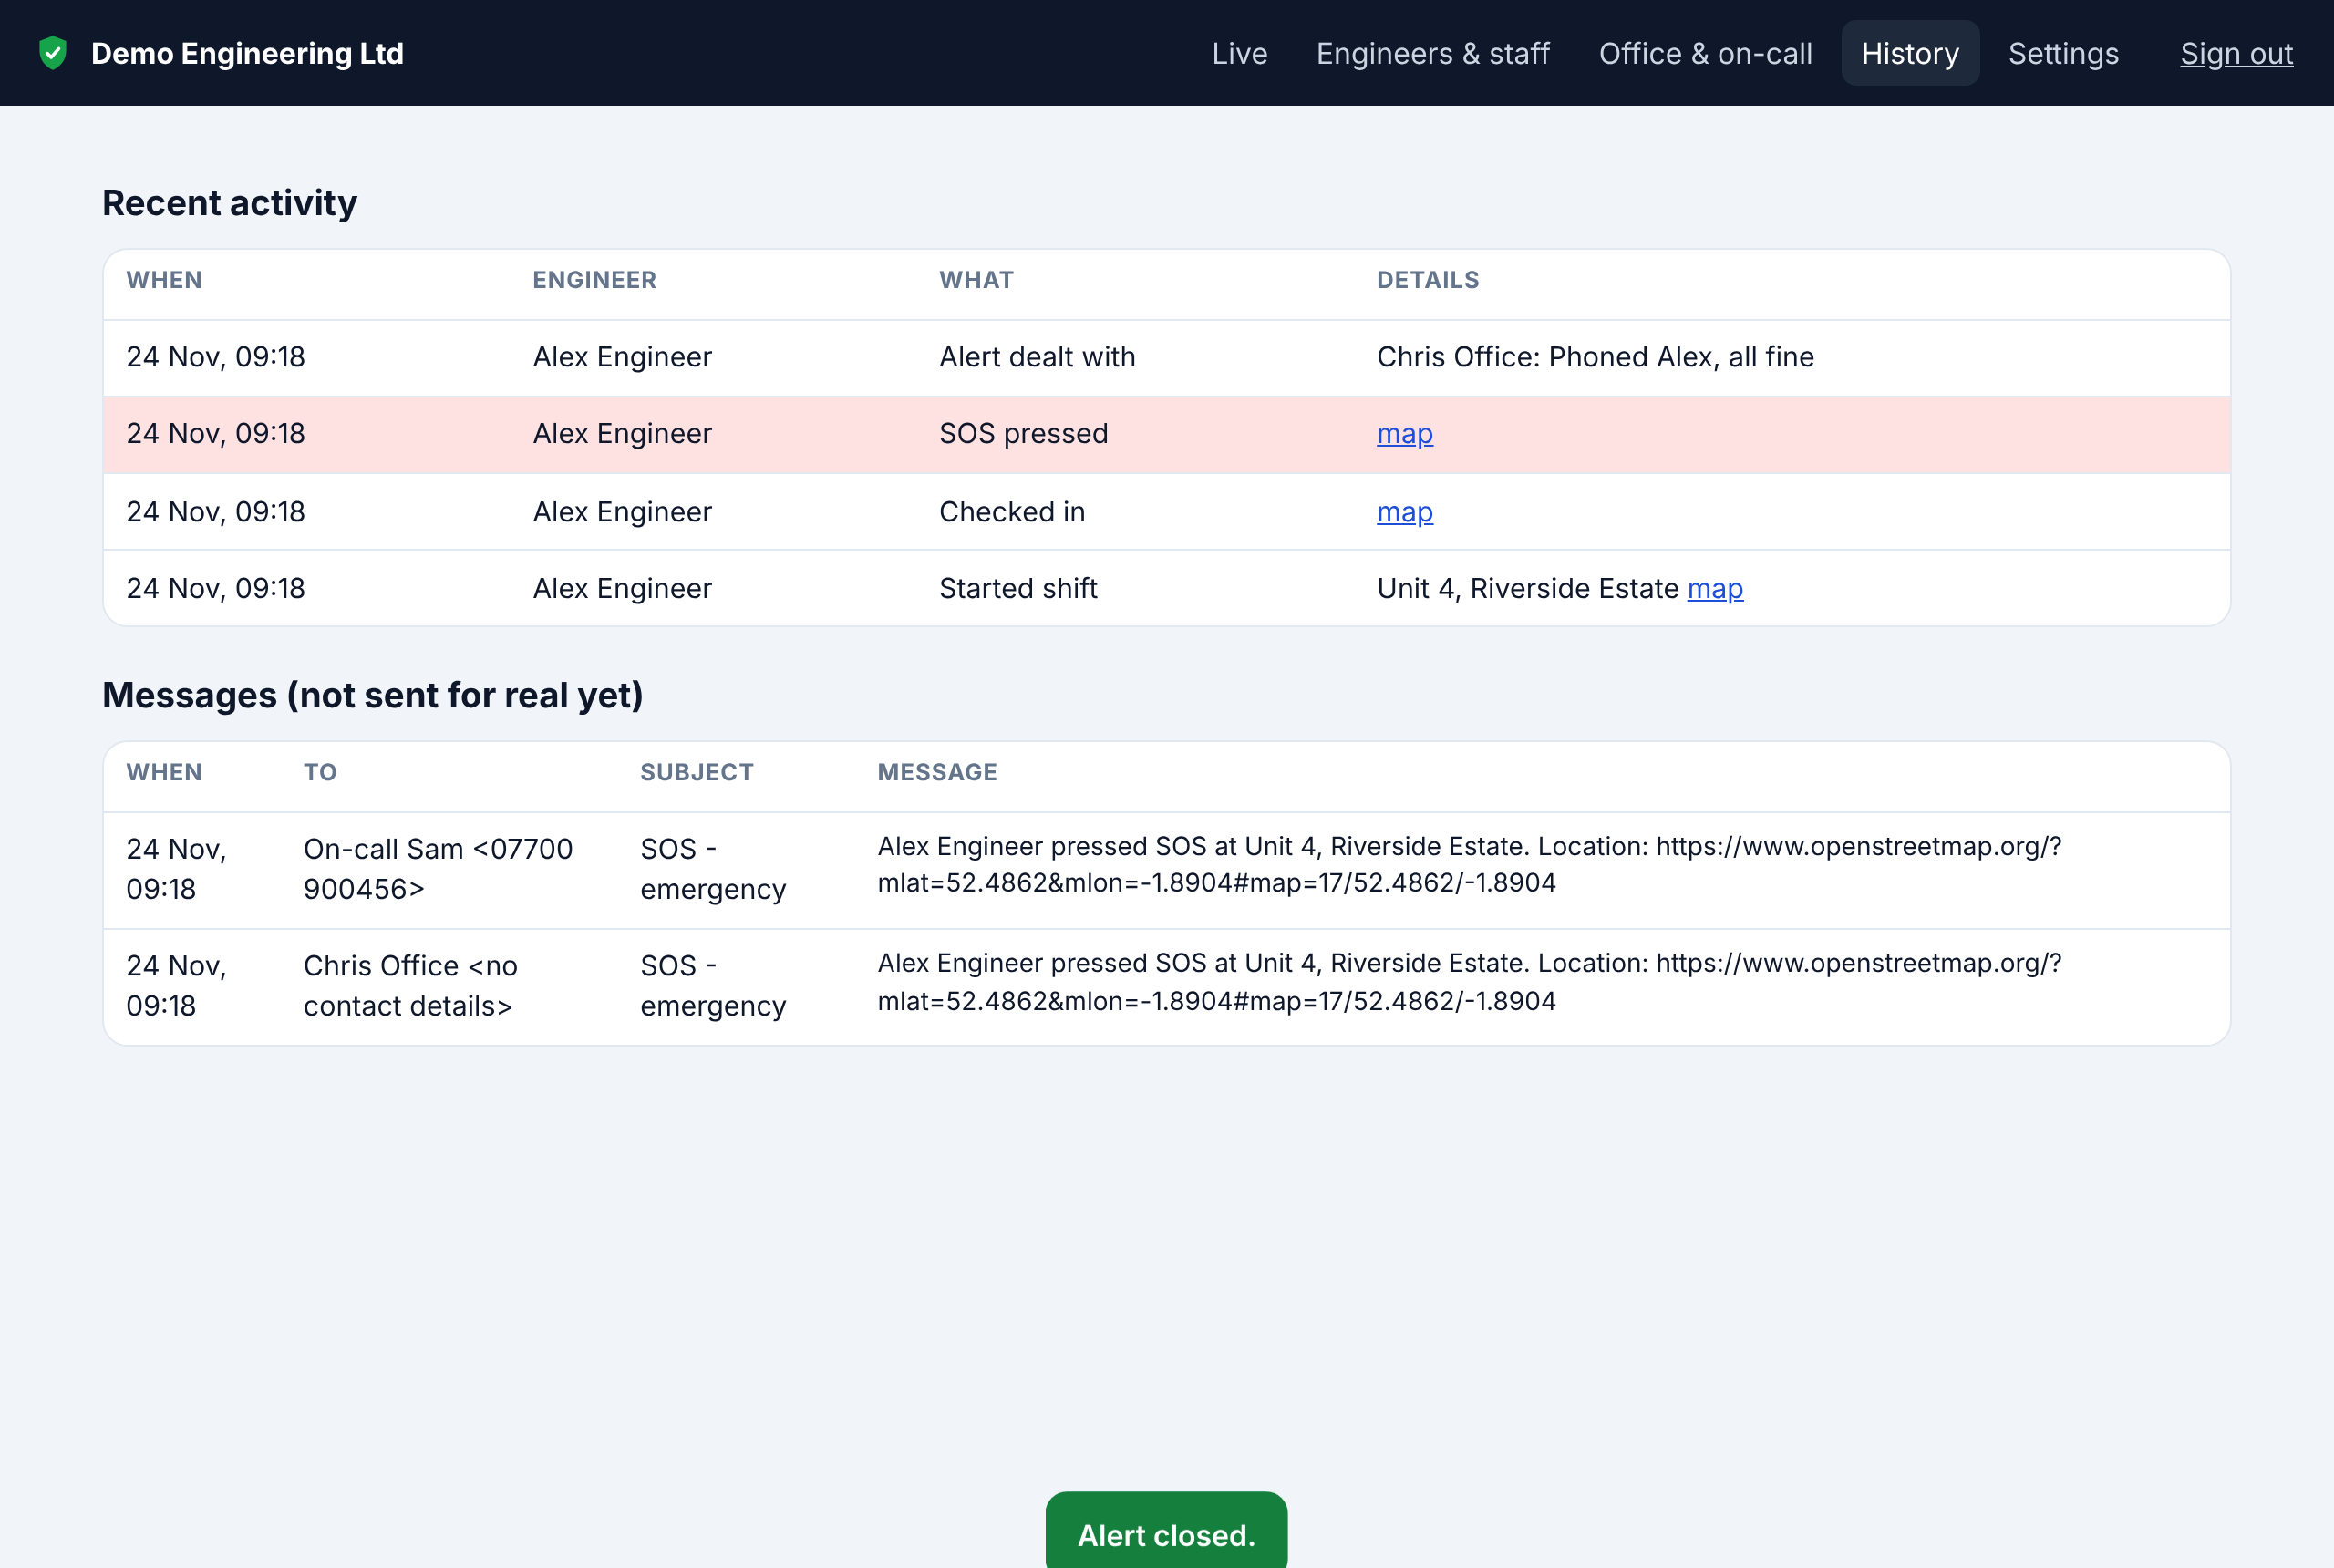 Demo Engineering Ltd
Live Engineers & staff Office & on-call History Settings Sign out
Recent activity
WHEN ENGINEER WHAT DETAILS
24 Nov, 09:18 Alex Engineer Alert dealt with Chris Office: Phoned Alex, all fine
24 Nov, 09:18 Alex Engineer SOS pressed map
24 Nov, 09:18 Alex Engineer Checked in map
24 Nov, 09:18 Alex Engineer Started shift Unit 4, Riverside Estate map
Messages (not sent for real yet)
WHEN TO SUBJECT MESSAGE
24 Nov, 
09:18
On-call Sam <07700
900456>
SOS -
emergency
Alex Engineer pressed SOS at Unit 4, Riverside Estate. Location: https://www.openstreetmap.org/?
mlat=52.4862&mlon=-1.8904#map=17/52.4862/-1.8904
24 Nov,
09:18
Chris Office <no
contact details>
SOS -
emergency
Alex Engineer pressed SOS at Unit 4, Riverside Estate. Location: https://www.openstreetmap.org/?
mlat=52.4862&mlon=-1.8904#map=17/52.4862/-1.8904
Alert closed.